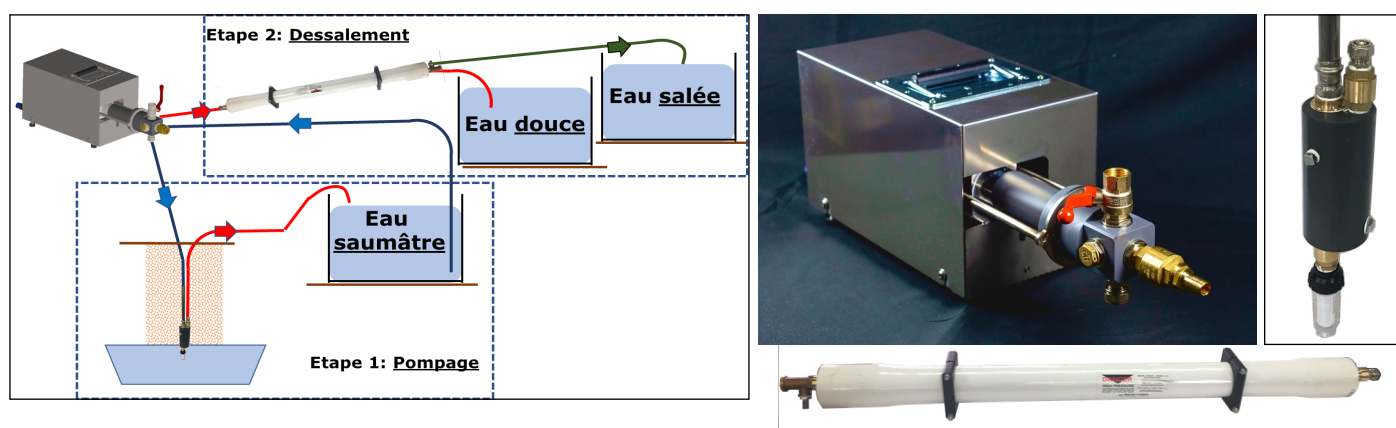 Etape 2: Dessalement
Eau salée
Eau douce
Eau
saumâtre
Etape 1: Pompage